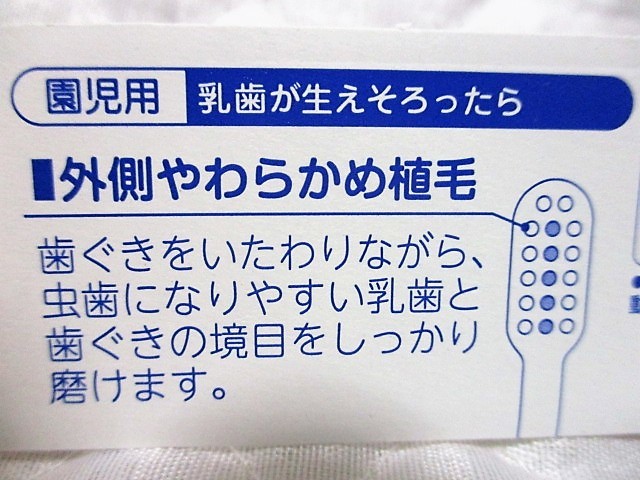 園児用 乳歯が生えそろったら
外側やわらかめ植毛
歯ぐきをいたわりながら、
虫歯になりやすい乳歯と
歯ぐきの境目をしっかり
磨けます。